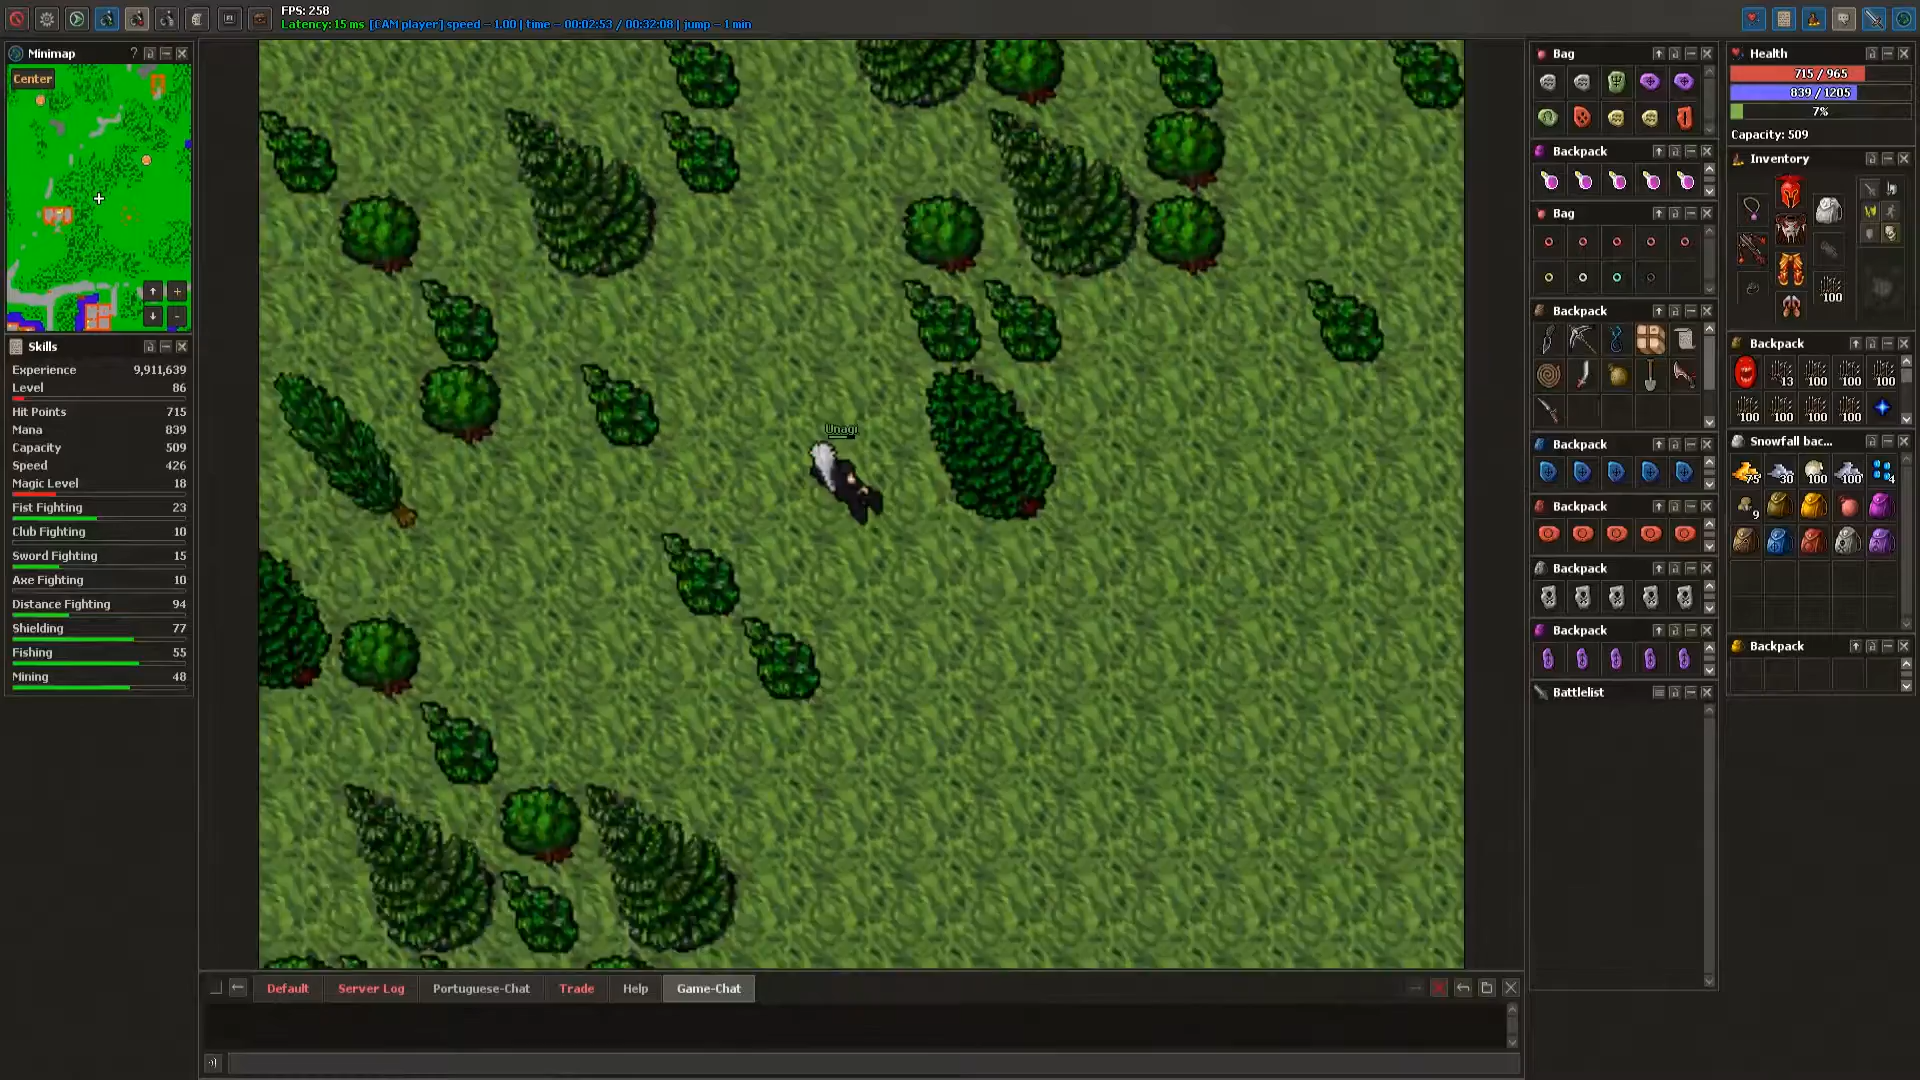 FPS: 258
Latency: 15 ms [CAM player] speed - 1.00 | time - 00:02:53 / 00:32:08 | jump - 1 min
Minimap
?
Center
Skills
Experience 9,911,639
Level 86
Hit Points 715
Mana 839
Capacity 509
Speed 426
Magic Level 18
Fist Fighting 23
Club Fighting 10
Sword Fighting 15
Axe Fighting 10
Distance Fighting 94
Shielding 77
Fishing 55
Mining 48
Unagi
Default
Server Log
Portuguese-Chat
Trade
Help
Game-Chat
Bag
Backpack
Bag
Backpack
Backpack
Backpack
Backpack
Backpack
Battlelist
Health
715 / 965
839 / 1205
7%
Capacity: 509
Inventory
100
Backpack
13 100 100 100
100 100 100 100
Snowfall bac...
75 30 100 100 4
9
Backpack